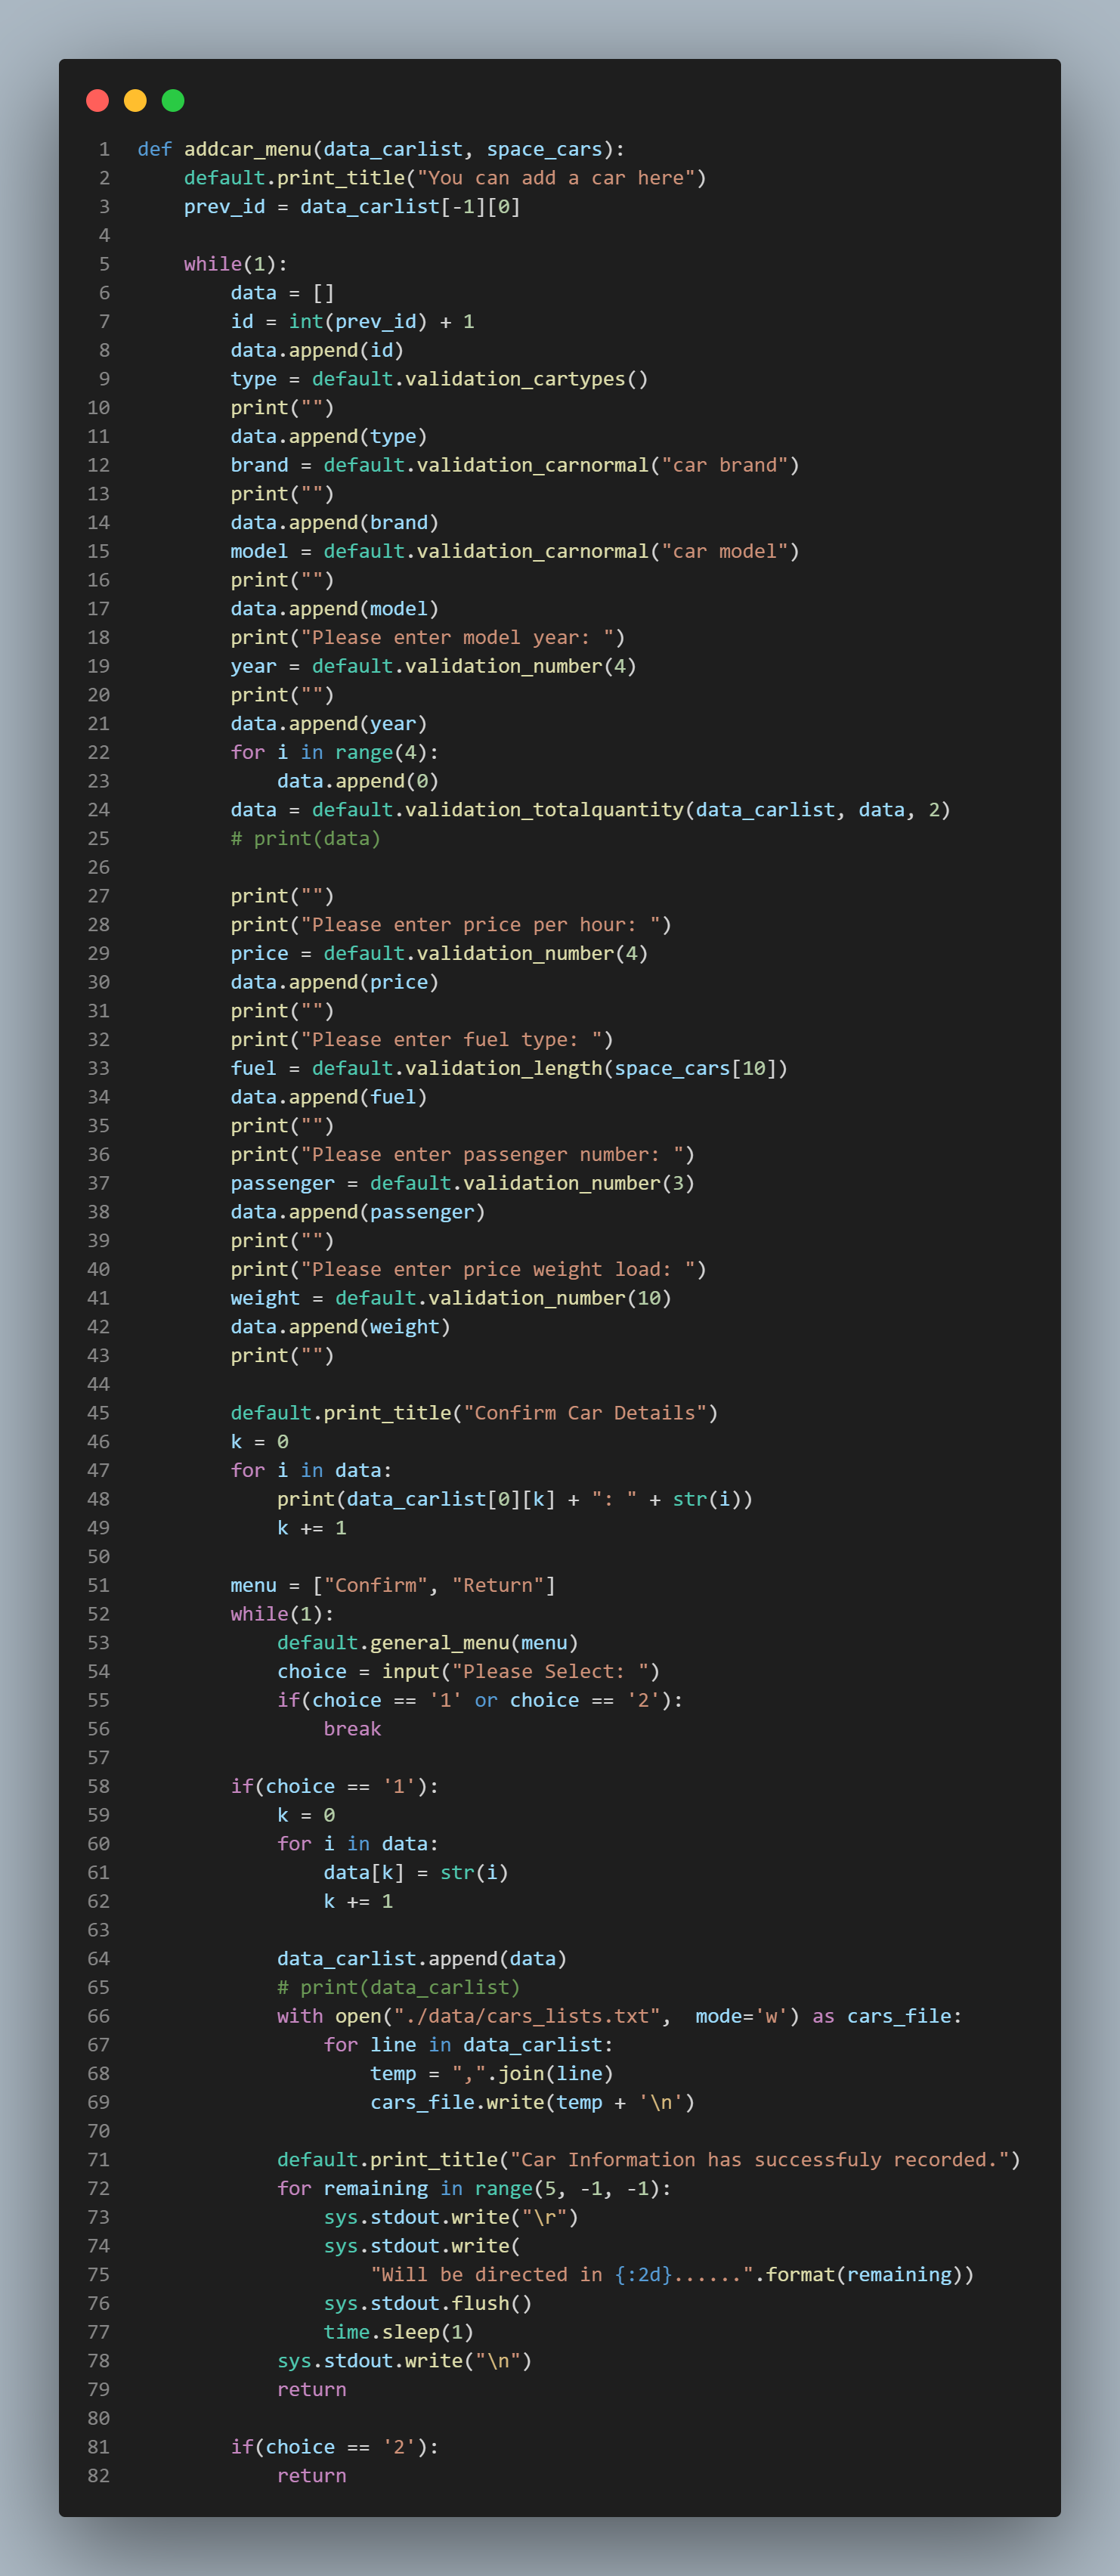 1 def addcar_menu(data_carlist, space_cars):
2     default.print_title("You can add a car here")
3     prev_id = data_carlist[-1][0]
4
5     while(1):
6         data = []
7         id = int(prev_id) + 1
8         data.append(id)
9         type = default.validation_cartypes()
10         print("")
11         data.append(type)
12         brand = default.validation_carnormal("car brand")
13         print("")
14         data.append(brand)
15         model = default.validation_carnormal("car model")
16         print("")
17         data.append(model)
18         print("Please enter model year: ")
19         year = default.validation_number(4)
20         print("")
21         data.append(year)
22         for i in range(4):
23             data.append(0)
24         data = default.validation_totalquantity(data_carlist, data, 2)
25         # print(data)
26
27         print("")
28         print("Please enter price per hour: ")
29         price = default.validation_number(4)
30         data.append(price)
31         print("")
32         print("Please enter fuel type: ")
33         fuel = default.validation_length(space_cars[10])
34         data.append(fuel)
35         print("")
36         print("Please enter passenger number: ")
37         passenger = default.validation_number(3)
38         data.append(passenger)
39         print("")
40         print("Please enter price weight load: ")
41         weight = default.validation_number(10)
42         data.append(weight)
43         print("")
44
45         default.print_title("Confirm Car Details")
46         k = 0
47         for i in data:
48             print(data_carlist[0][k] + ": " + str(i))
49             k += 1
50
51         menu = ["Confirm", "Return"]
52         while(1):
53             default.general_menu(menu)
54             choice = input("Please Select: ")
55             if(choice == '1' or choice == '2'):
56                 break
57
58         if(choice == '1'):
59             k = 0
60             for i in data:
61                 data[k] = str(i)
62                 k += 1
63
64             data_carlist.append(data)
65             # print(data_carlist)
66             with open("./data/cars_lists.txt",  mode='w') as cars_file:
67                 for line in data_carlist:
68                     temp = ",".join(line)
69                     cars_file.write(temp + '\n')
70
71             default.print_title("Car Information has successfuly recorded.")
72             for remaining in range(5, -1, -1):
73                 sys.stdout.write("\r")
74                 sys.stdout.write(
75                     "Will be directed in {:2d}......".format(remaining))
76                 sys.stdout.flush()
77                 time.sleep(1)
78             sys.stdout.write("\n")
79             return
80
81         if(choice == '2'):
82             return